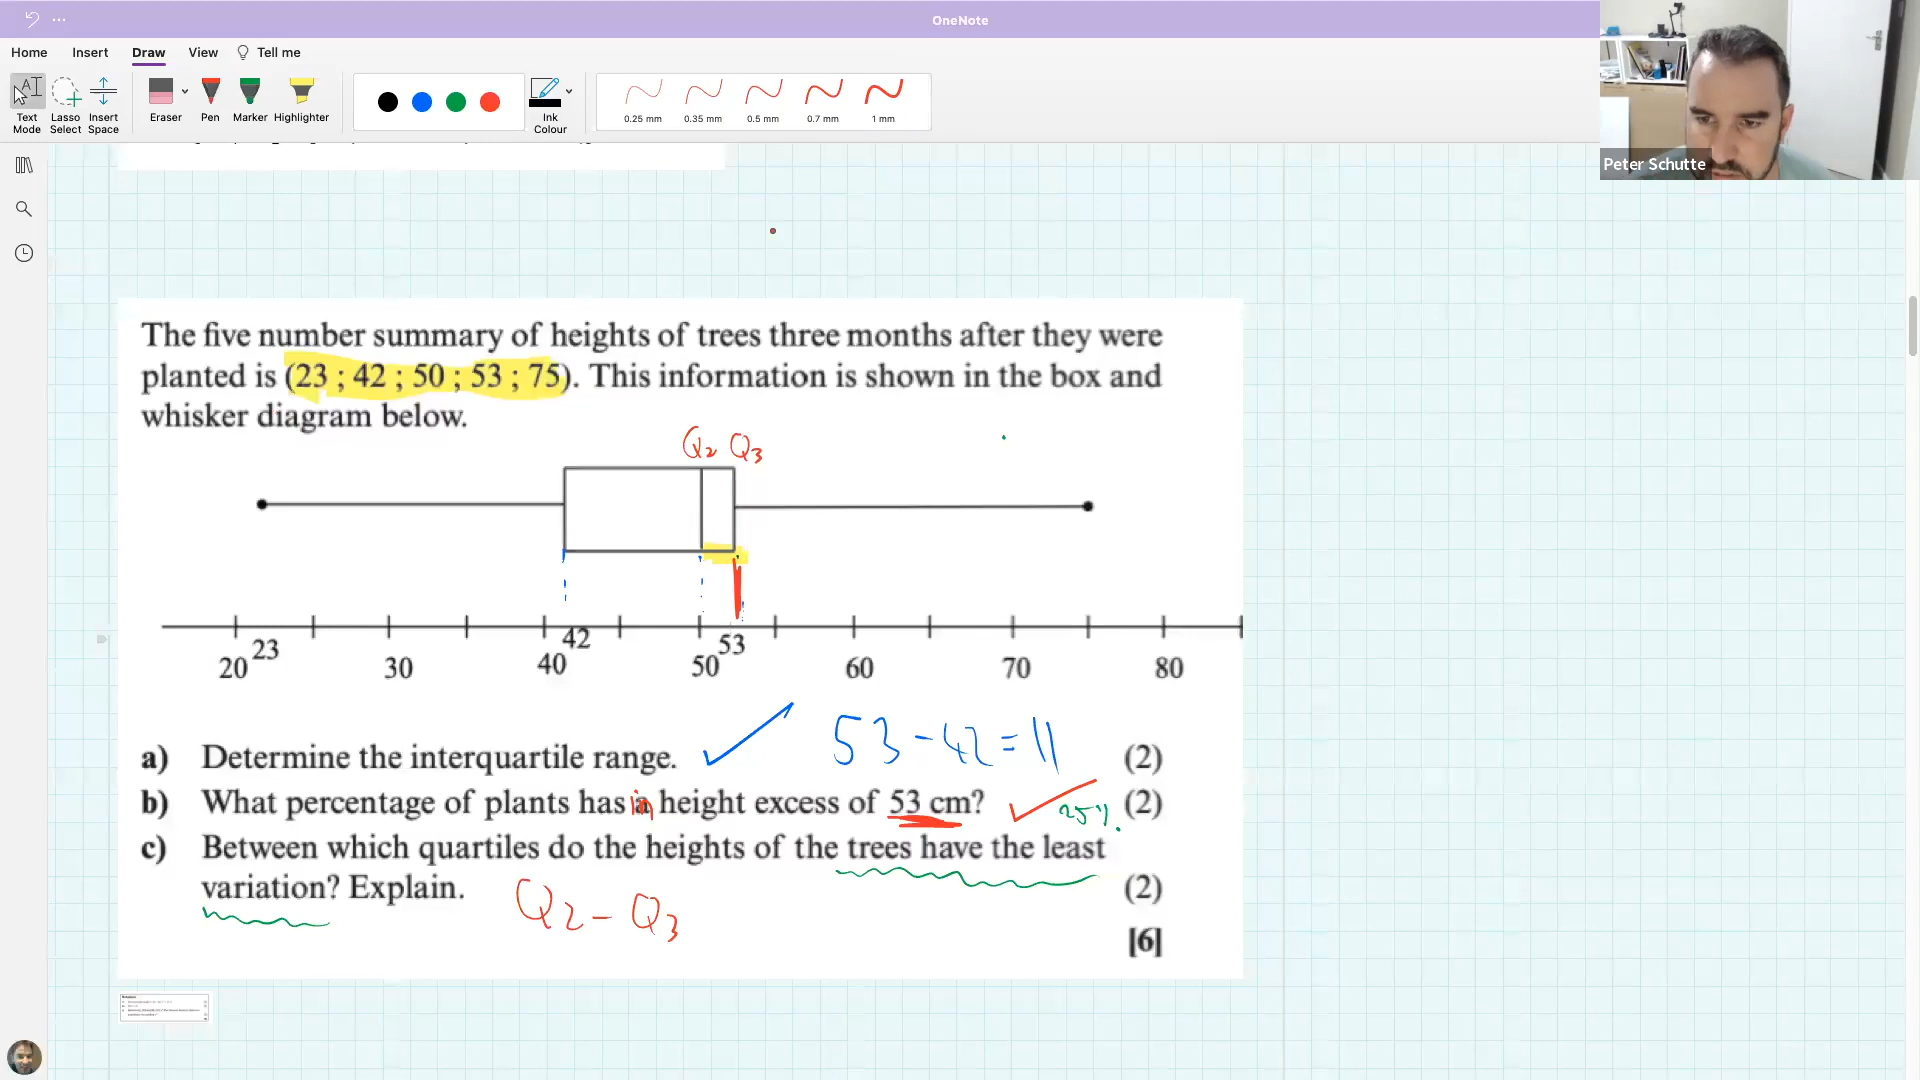 OneNote
Home Insert Draw View Tell me
Text Mode
Lasso Select
Insert Space
Eraser
Pen
Marker
Highlighter
Ink Colour
0.25 mm 0.35 mm 0.5 mm 0.7 mm 1 mm
Peter Schutte
The five number summary of heights of trees three months after they were
planted is (23 ; 42 ; 50 ; 53 ; 75). This information is shown in the box and
whisker diagram below.
Q2 Q3
23 42 53
20 30 40 50 60 70 80
53 - 42 = 11
a) Determine the interquartile range. (2)
b) What percentage of plants has in height excess of 53 cm? 25% (2)
c) Between which quartiles do the heights of the trees have the least
variation? Explain. (2)
Q2 - Q3
[6]